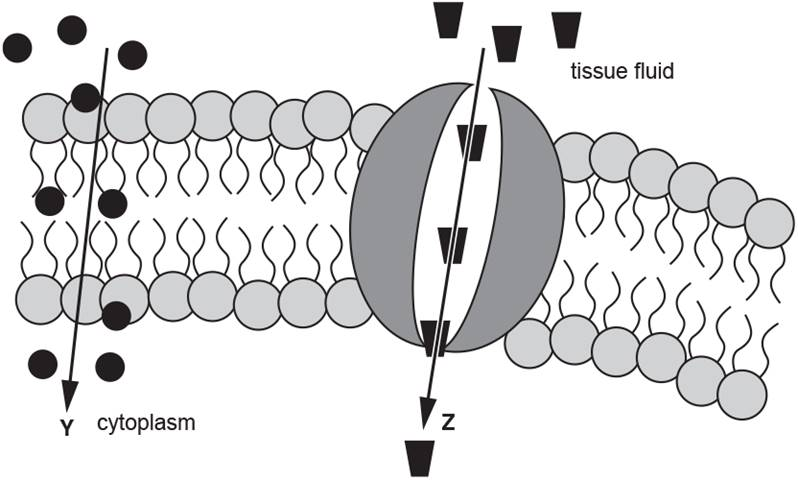 tissue fluid
Y
cytoplasm
Z